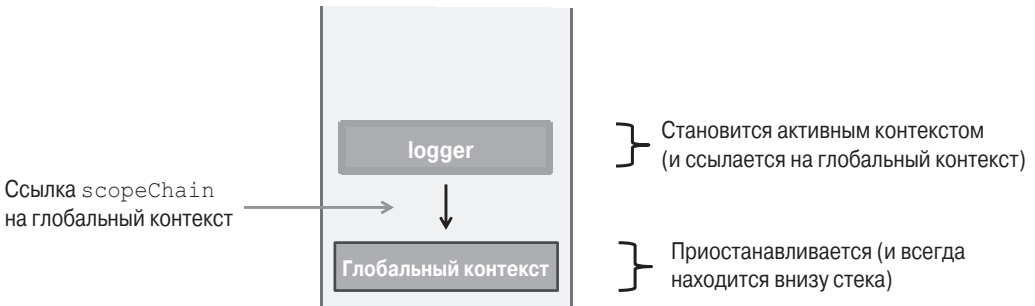 logger
Становится активным контекстом
(и ссылается на глобальный контекст)
Ссылка scopeChain
на глобальный контекст
Глобальный контекст
Приостанавливается (и всегда
находится внизу стека)